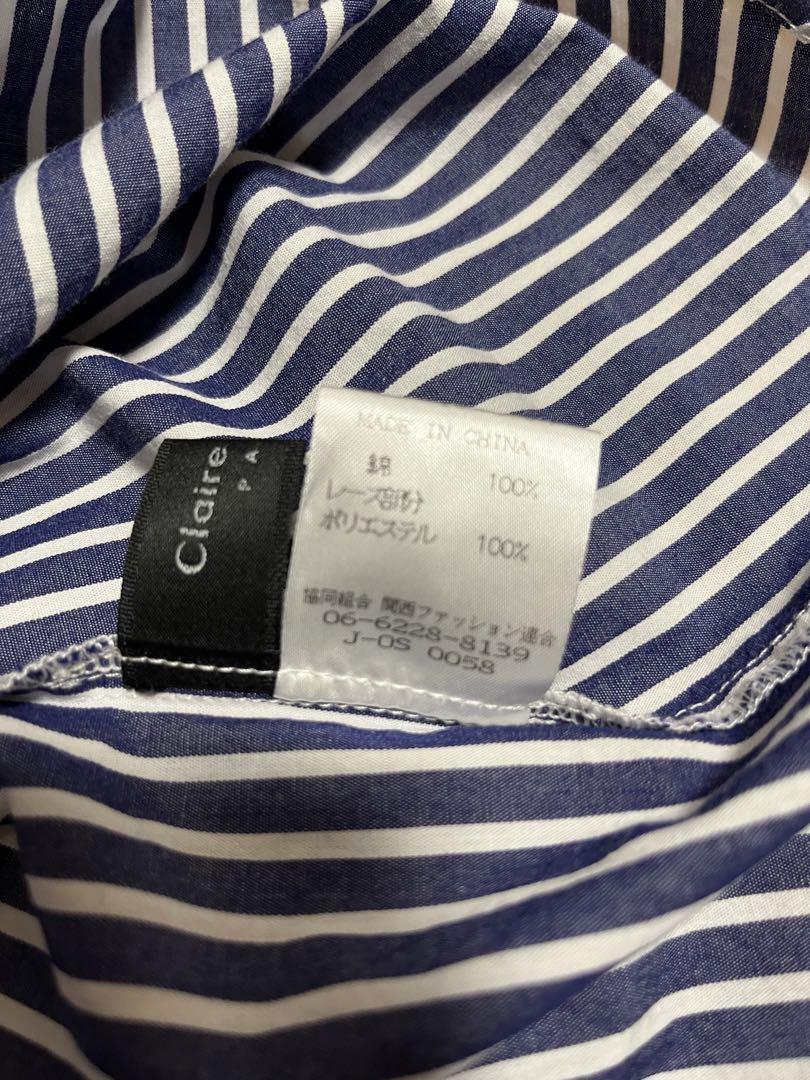 Claire
P A
MADE IN CHINA
綿 100%
レース部分
ポリエステル 100%
協同組合 関西ファッション連合
06-6228-8139
J-OS 0058